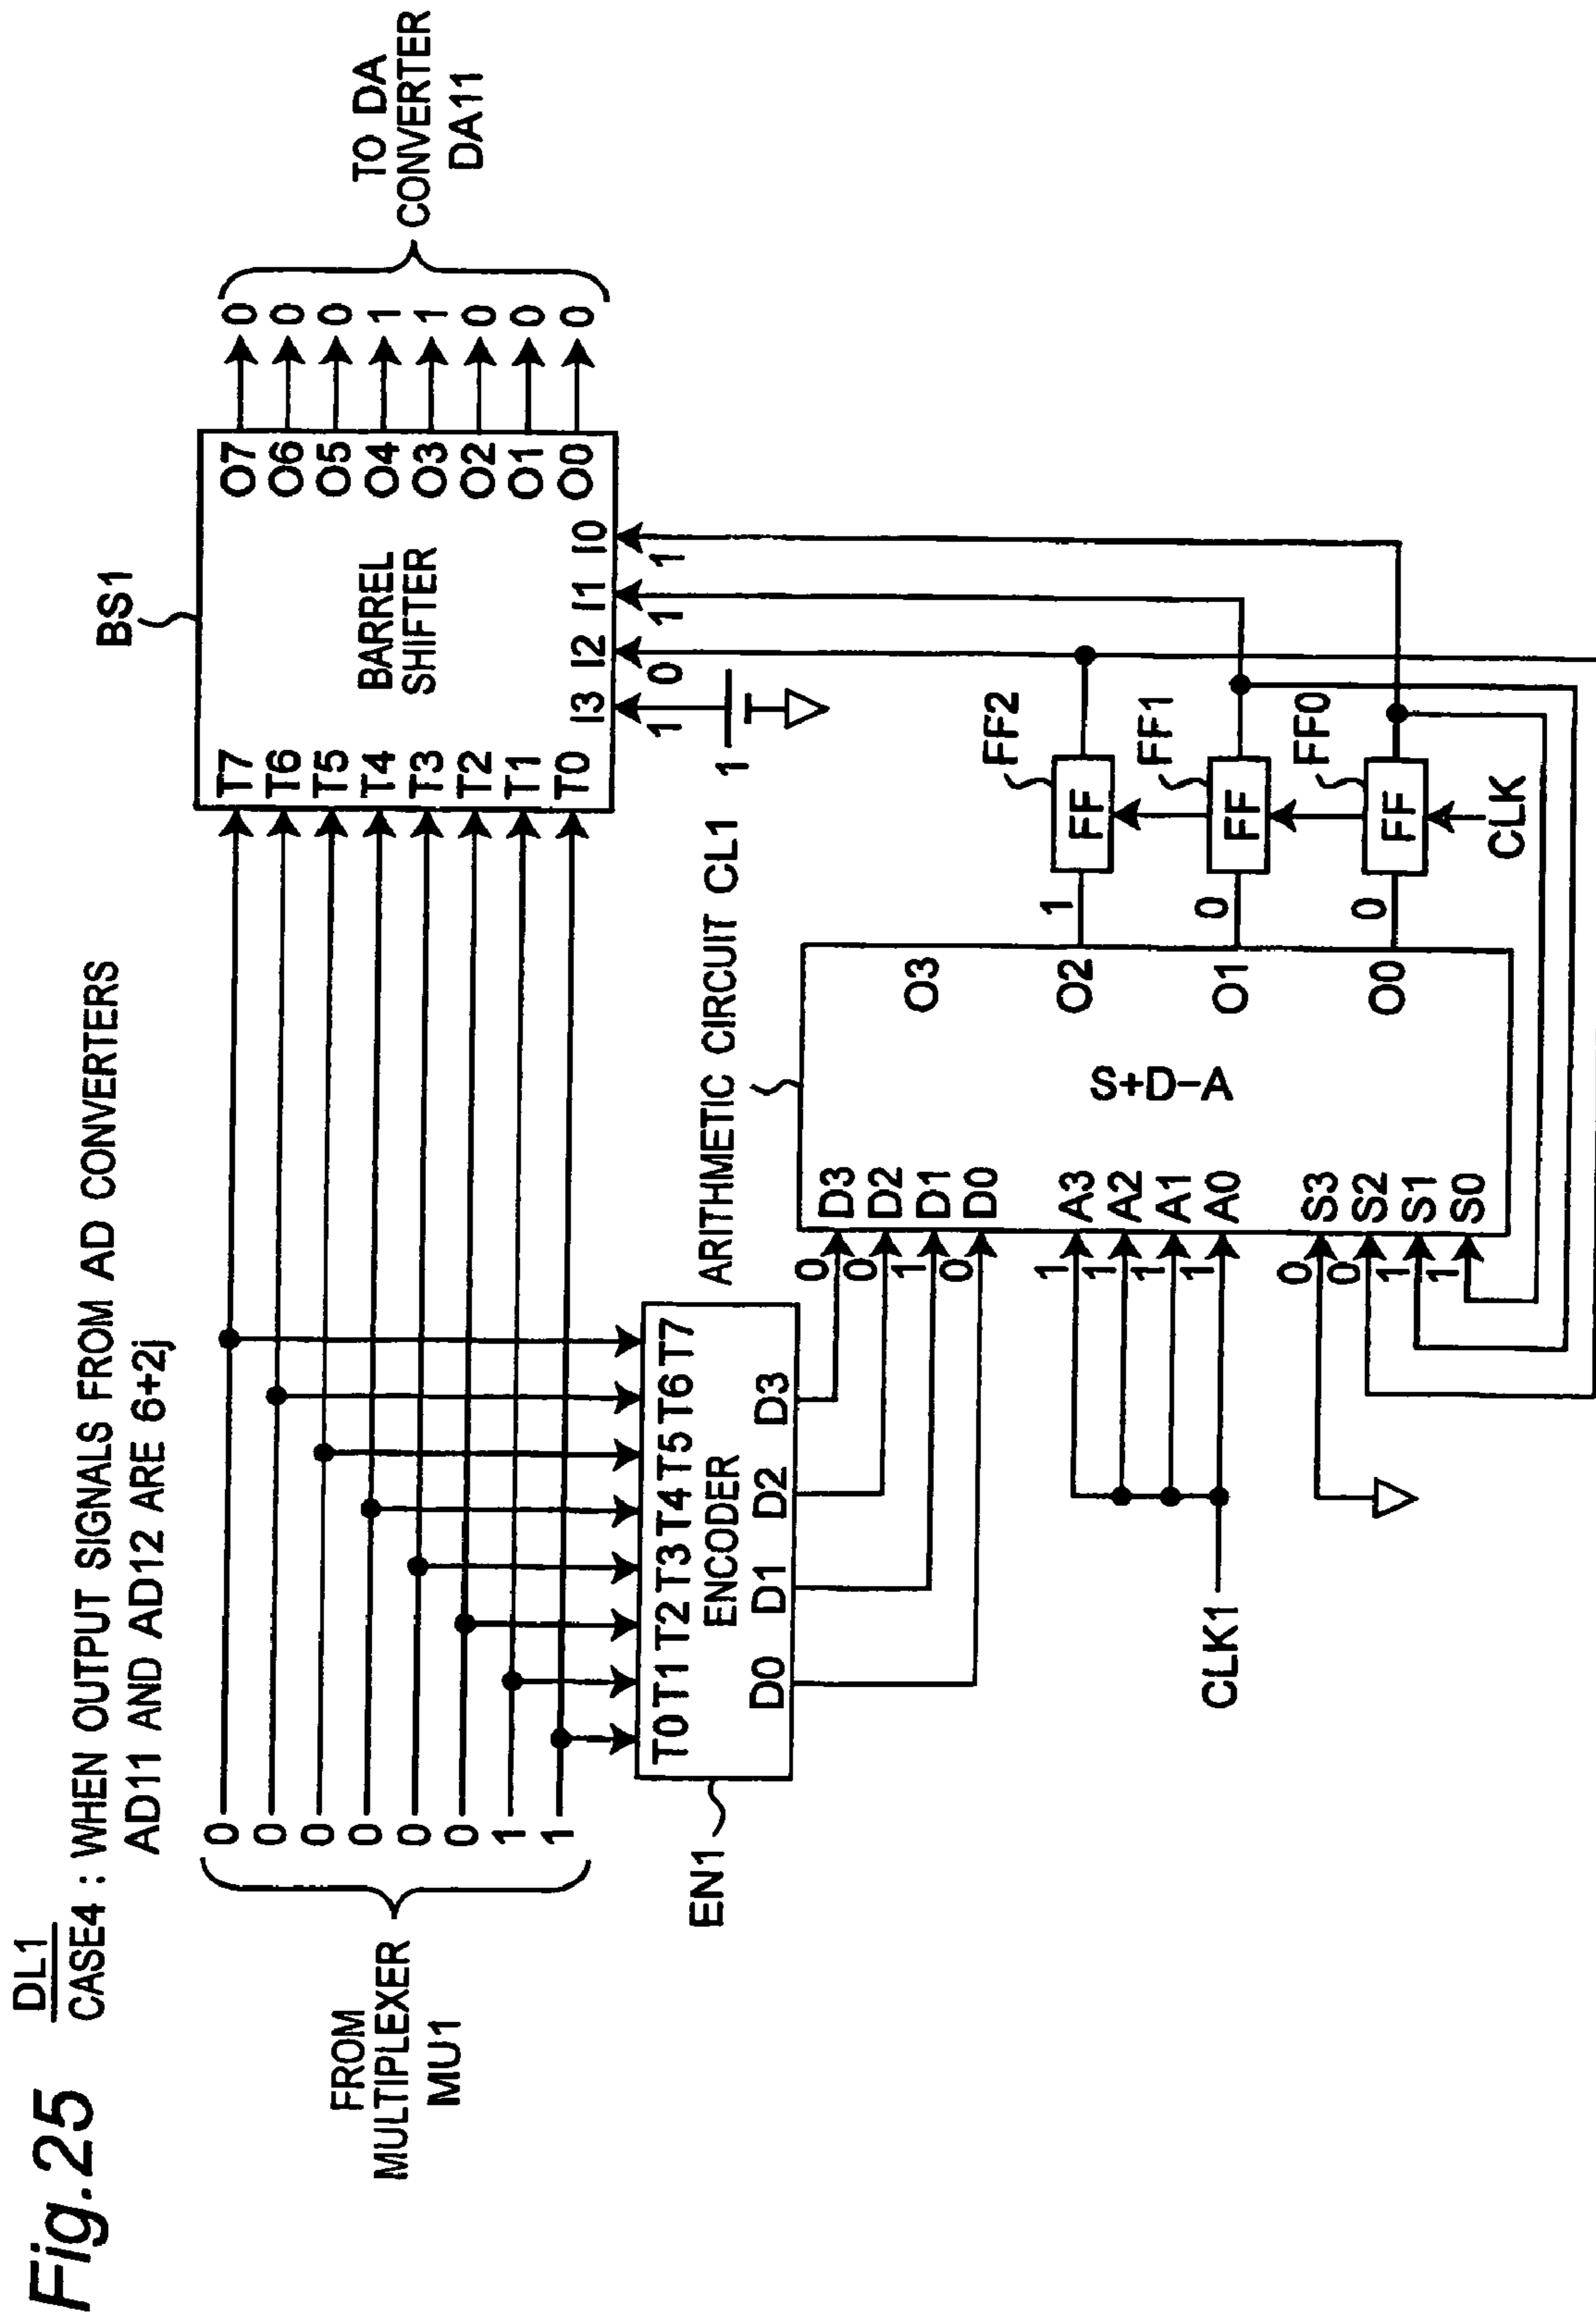 Fig.25
DL1
CASE4 : WHEN OUTPUT SIGNALS FROM AD CONVERTERS
AD11 AND AD12 ARE 6+2j
FROM
MULTIPLEXER
MU1
0
0
0
0
0
0
1
1
BS1
T7
T6
T5
T4
T3
T2
T1
T0
BARREL
SHIFTER
O7
O6
O5
O4
O3
O2
O1
O0
I3 I2 I1 I0
1 0 1 1
1
0
0
0
1
1
0
0
0
TO DA
CONVERTER
DA11
EN1
T0 T1 T2 T3 T4 T5 T6 T7
ENCODER
D0 D1 D2 D3
ARITHMETIC CIRCUIT CL1
0 D3
0 D2
1 D1
0 D0
1 A3
1 A2
1 A1
1 A0
0 S3
0 S2
1 S1
1 S0
S+D−A
O3
O2 1
O1 0
O0 0
FF2
FF
FF1
FF
FF0
FF
CLK
CLK1